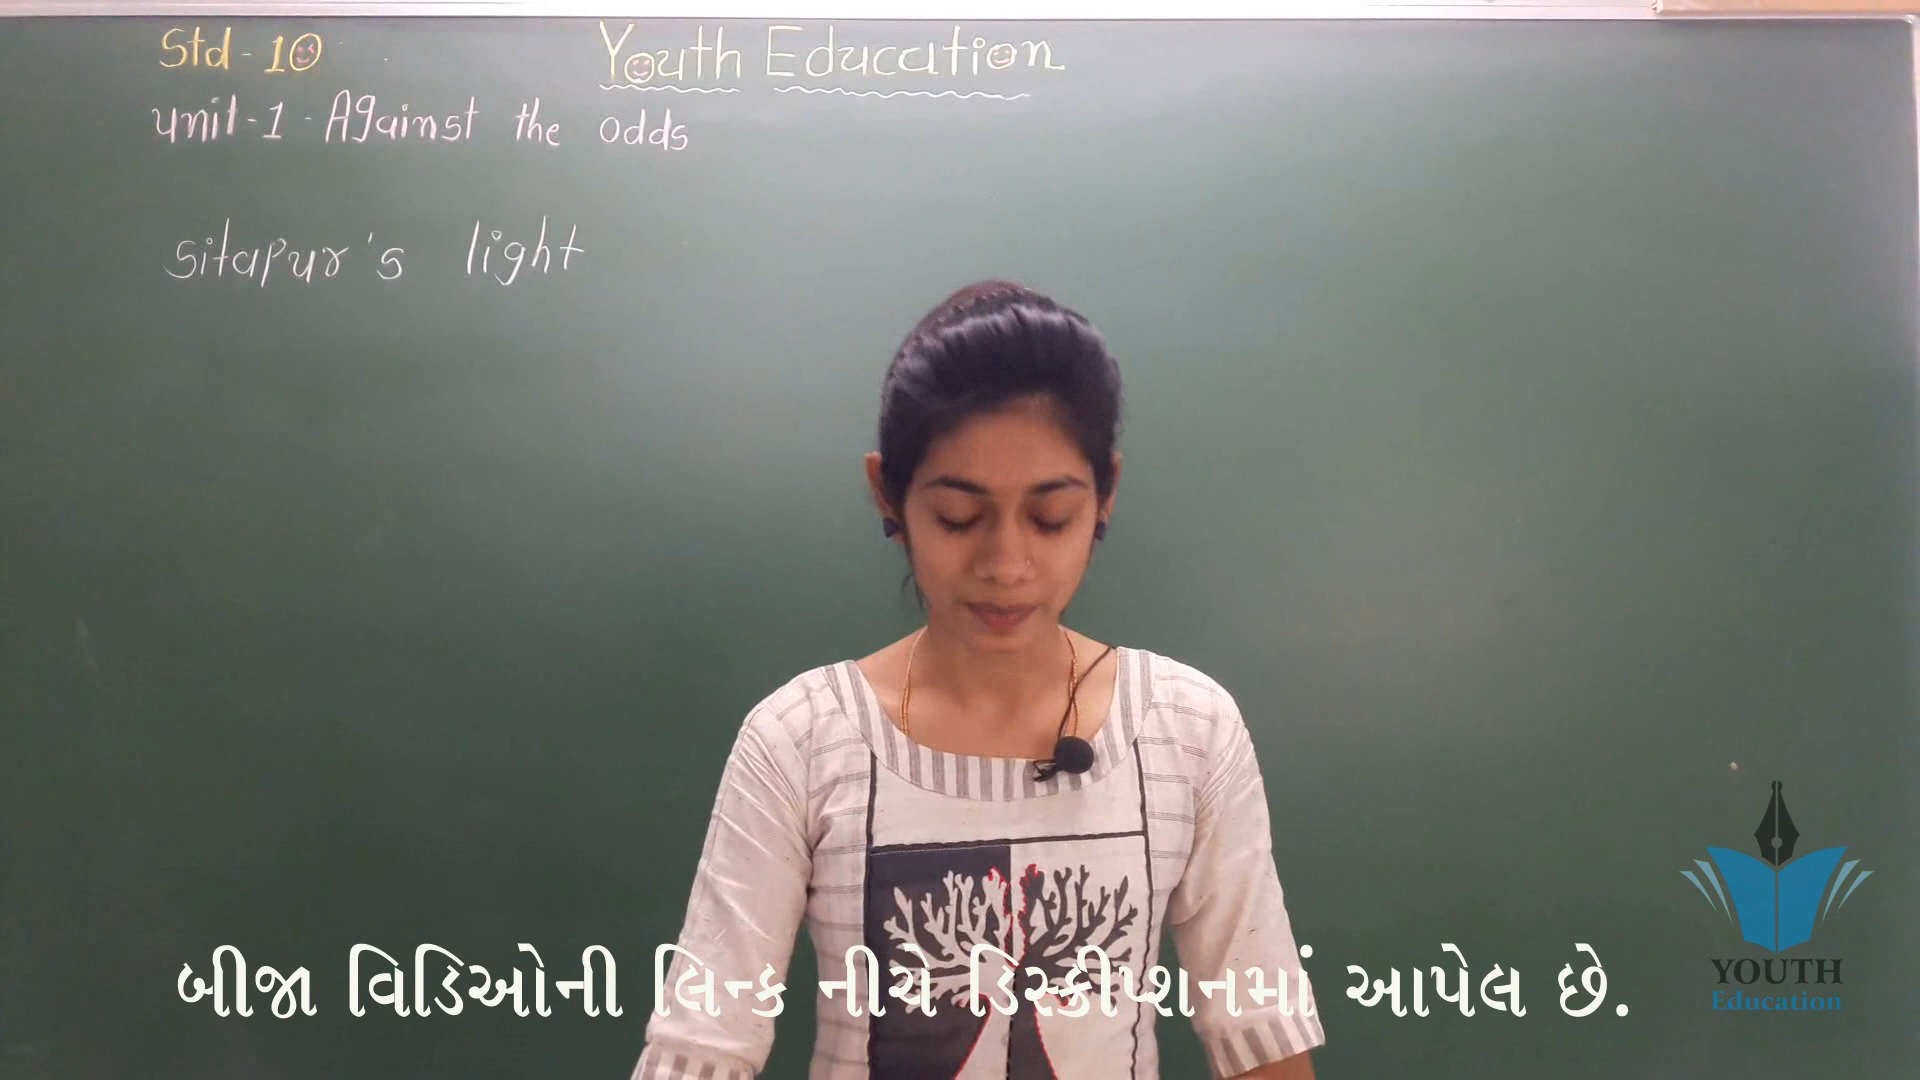 Std-10
Youth Education
unit-1-Against the odds
sitapur's light
બીજા વિડિઓની લિન્ક નીચે ડિસ્ક્રીપ્શનમાં આપેલ છે.
YOUTH
Education